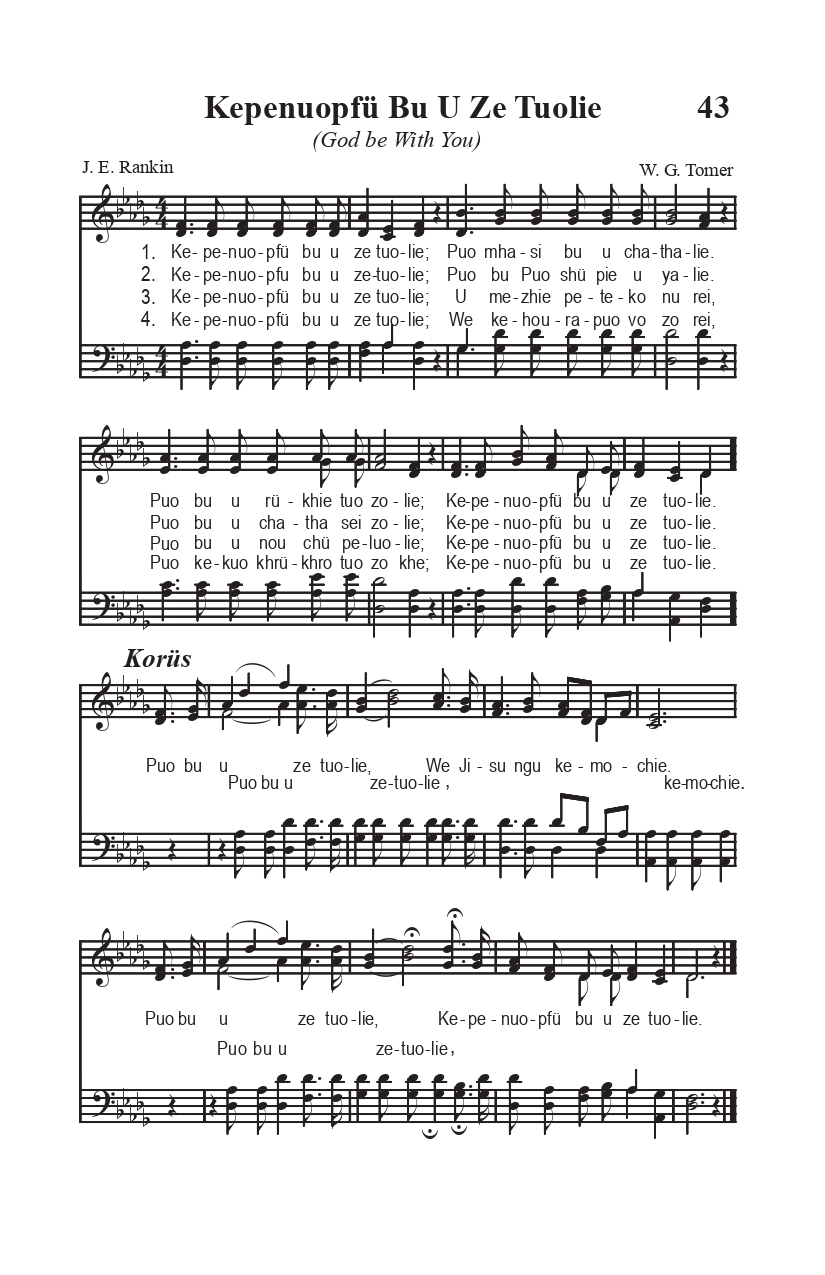 Kepenuopfü Bu U Ze Tuolie 43
(God be With You)
J. E. Rankin W. G. Tomer
1. Ke-pe-nuo-pfü bu u ze tuo-lie; Puo mha-si bu u cha-tha-lie.
2. Ke-pe-nuo-pfü bu u ze-tuo-lie; Puo bu Puo shü pie u ya-lie.
3. Ke-pe-nuo-pfü bu u ze tuo-lie; U me-zhie pe-te-ko nu rei,
4. Ke-pe-nuo-pfü bu u ze tuo-lie; We ke-hou-ra-puo vo zo rei,
Puo bu u rü-khie tuo zo-lie; Ke-pe-nuo-pfü bu u ze tuo-lie.
Puo bu u cha-tha sei zo-lie; Ke-pe-nuo-pfü bu u ze tuo-lie.
Puo bu u nou chü pe-luo-lie; Ke-pe-nuo-pfü bu u ze tuo-lie.
Puo ke-kuo khrü-khro tuo zo khe; Ke-pe-nuo-pfü bu u ze tuo-lie.
Korüs
Puo bu u ze tuo-lie, We Ji-su ngu ke-mo-chie.
Puo bu u ze-tuo-lie, ke-mo-chie.
Puo bu u ze tuo-lie, Ke-pe-nuo-pfü bu u ze tuo-lie.
Puo bu u ze-tuo-lie,